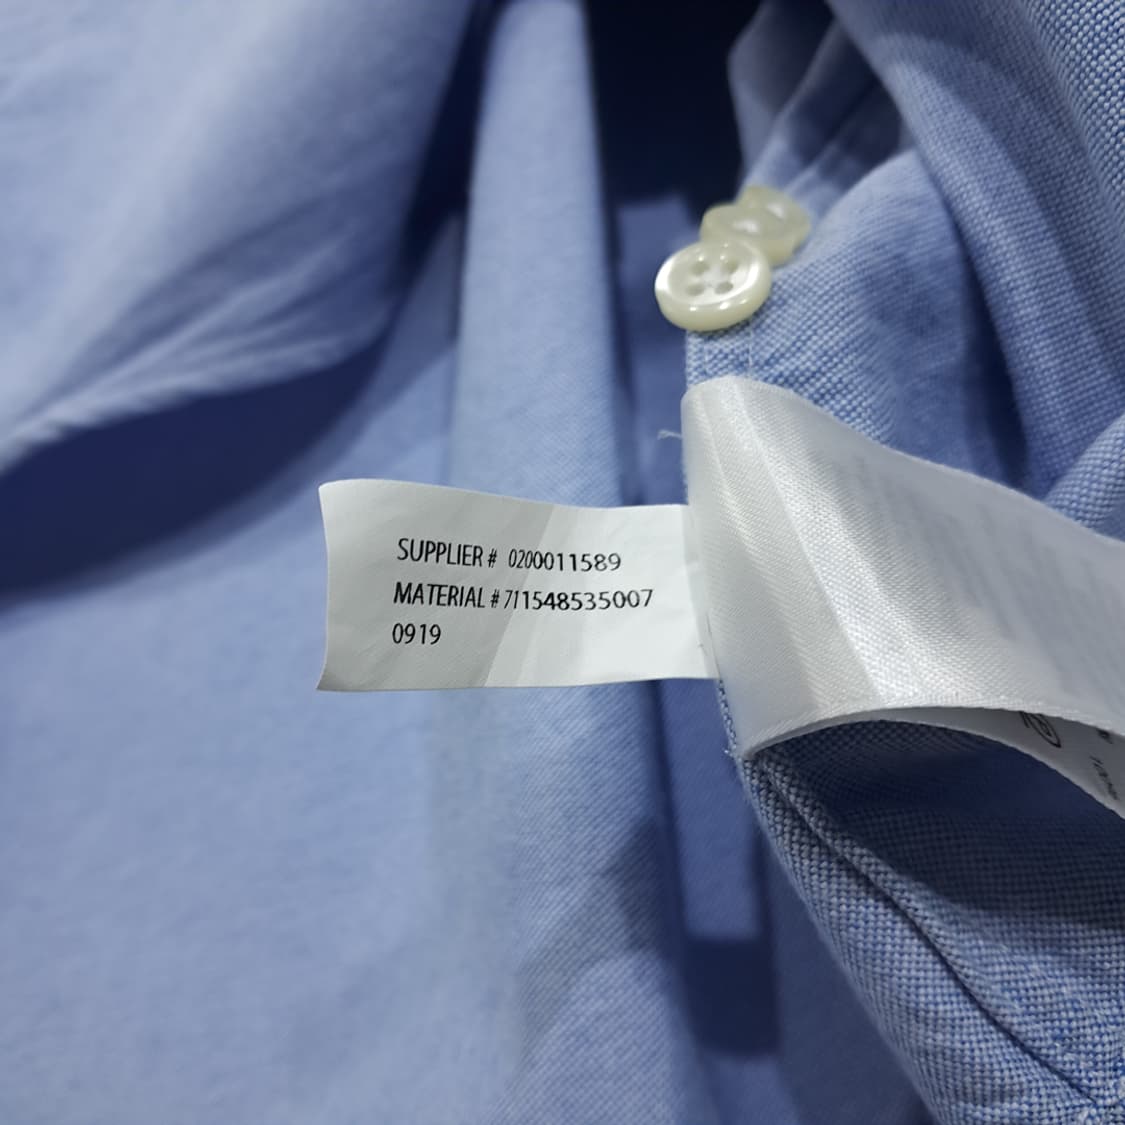 SUPPLIER # 0200011589
MATERIAL # 711548535007
0919